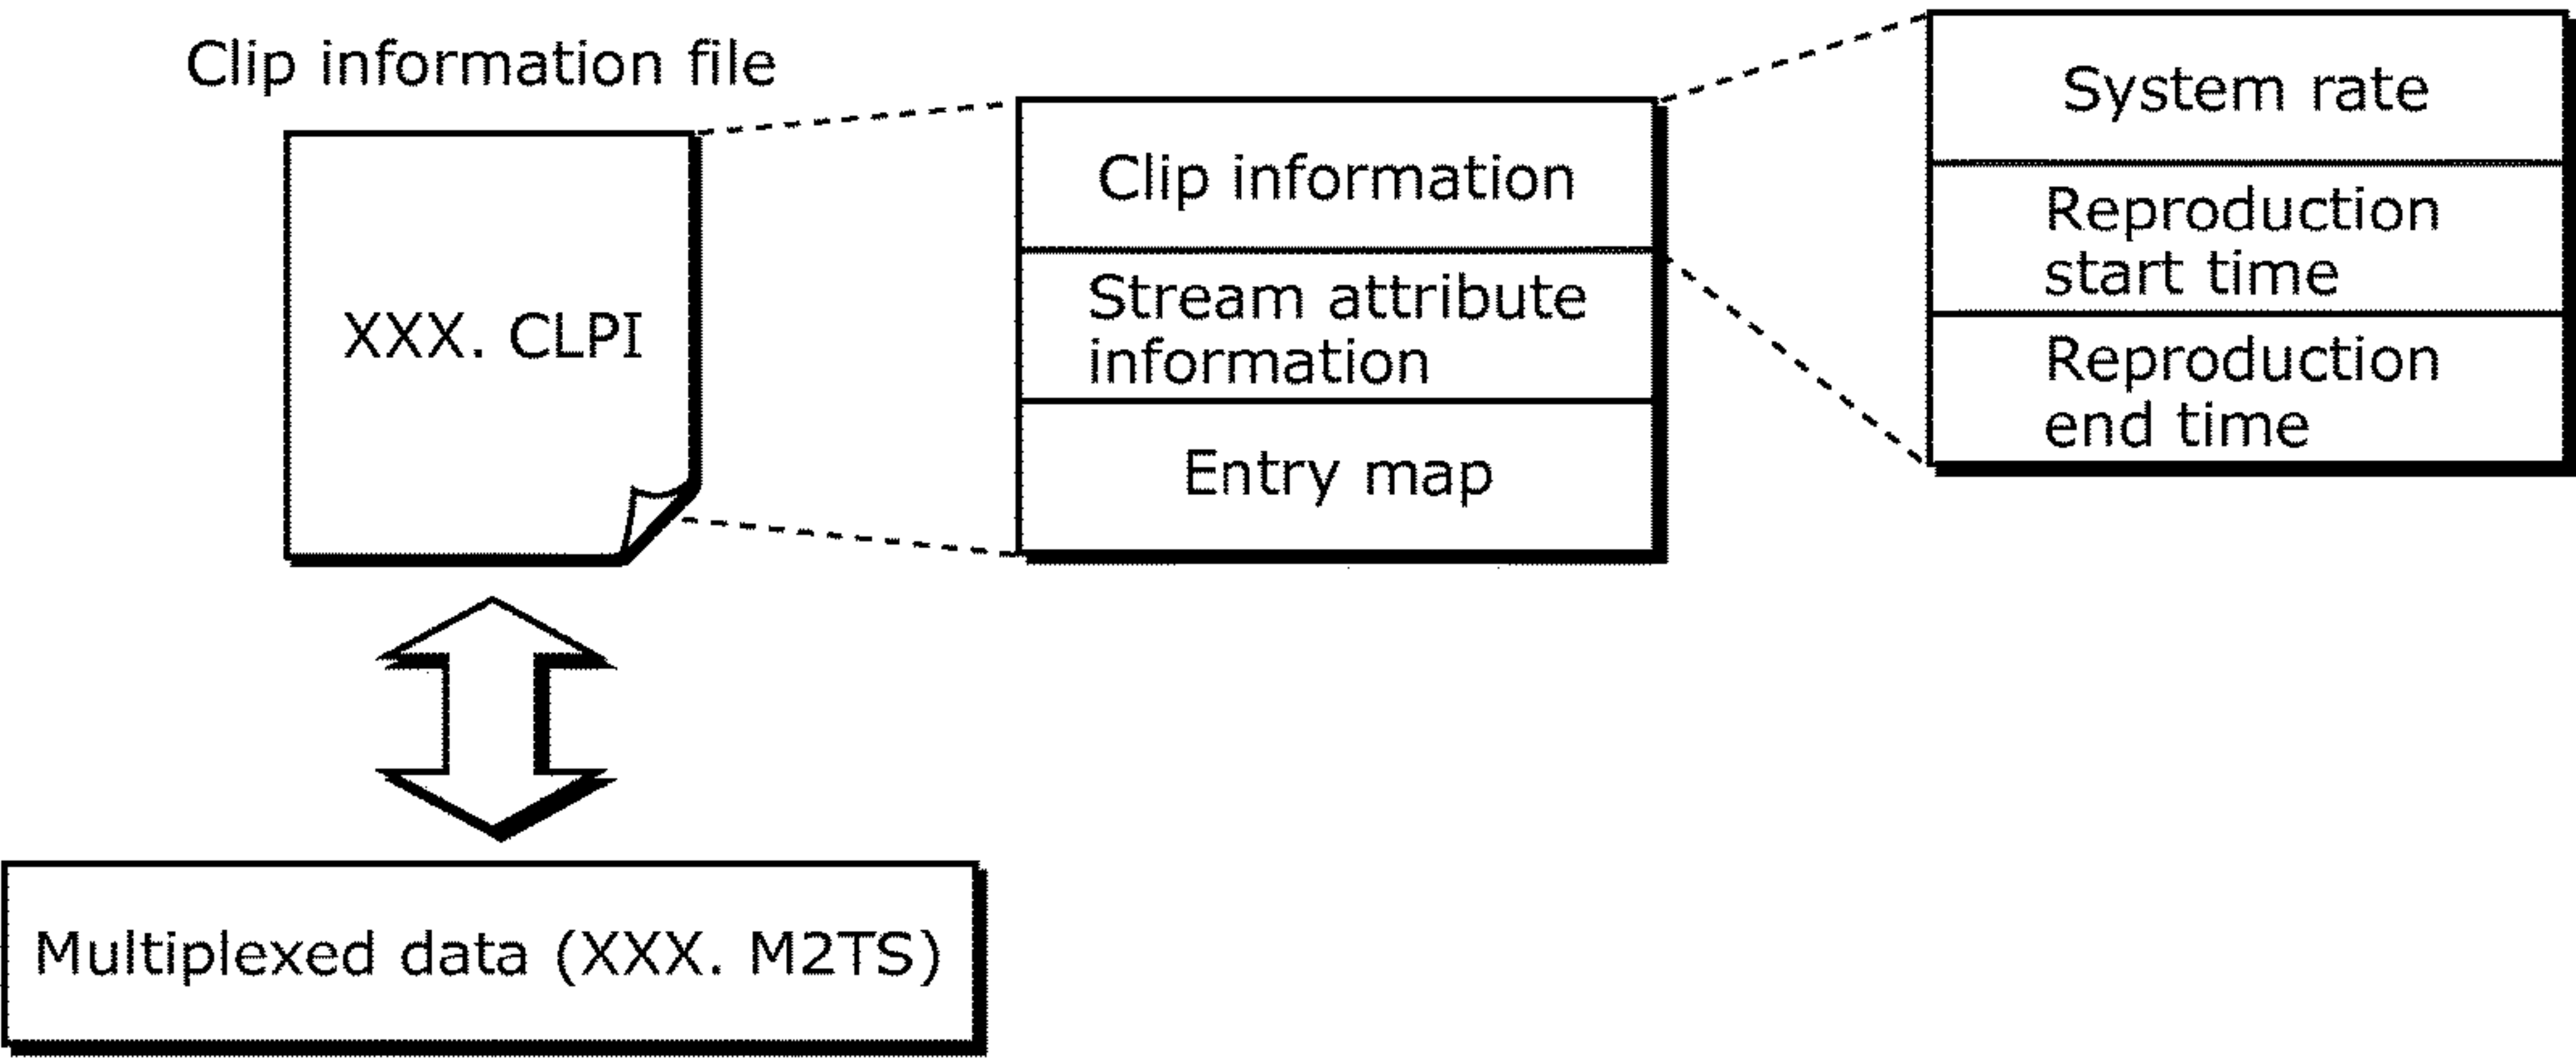 Clip information file
XXX. CLPI
Clip information
Stream attribute
information
Entry map
System rate
Reproduction
start time
Reproduction
end time
Multiplexed data (XXX. M2TS)